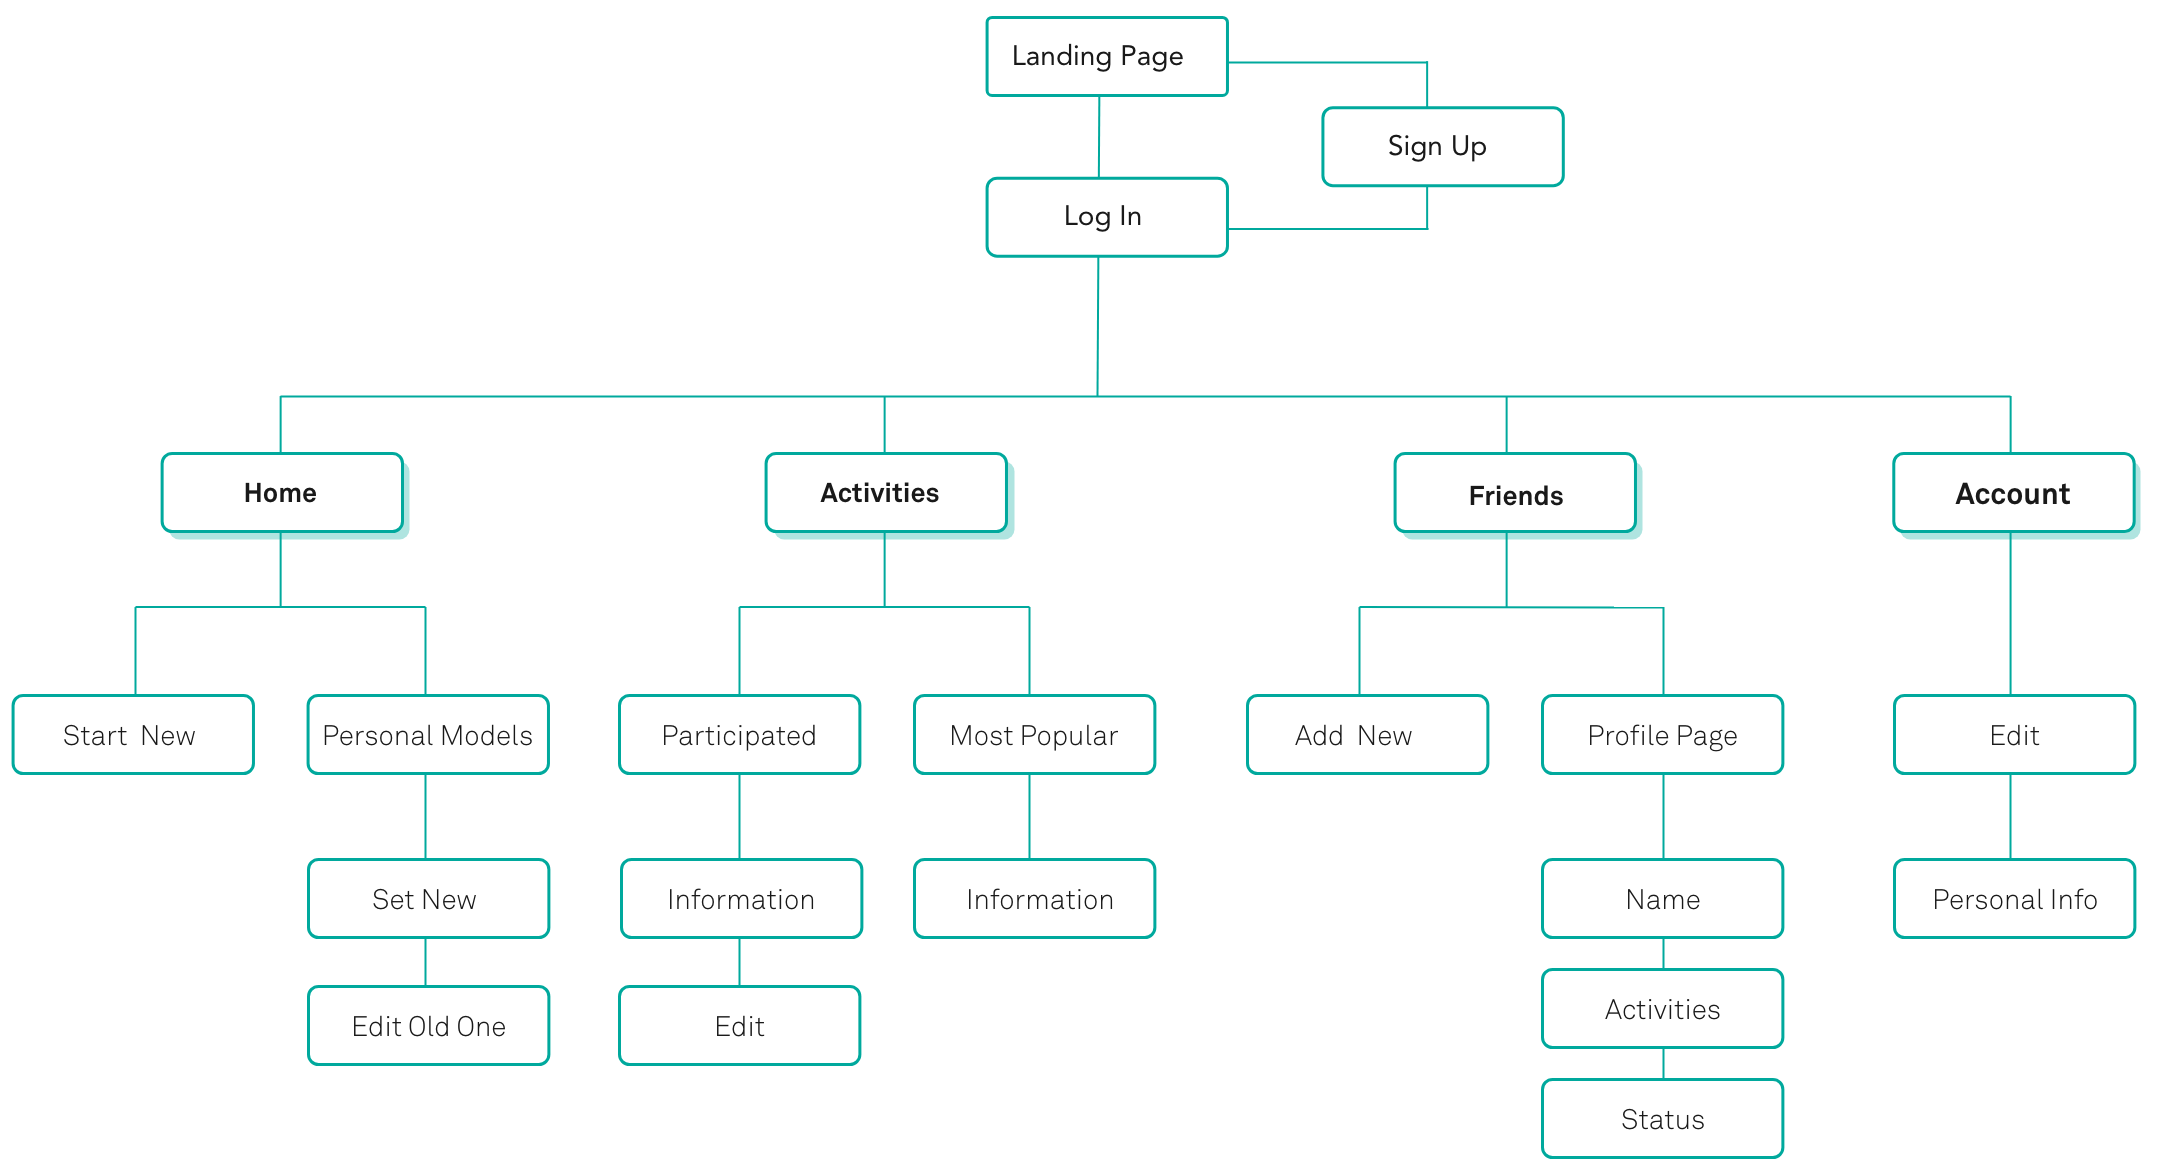 Landing Page
Sign Up
Log In
Home
Activities
Friends
Account
Start New
Personal Models
Participated
Most Popular
Add New
Profile Page
Edit
Set New
Information
Information
Name
Personal Info
Edit Old One
Edit
Activities
Status